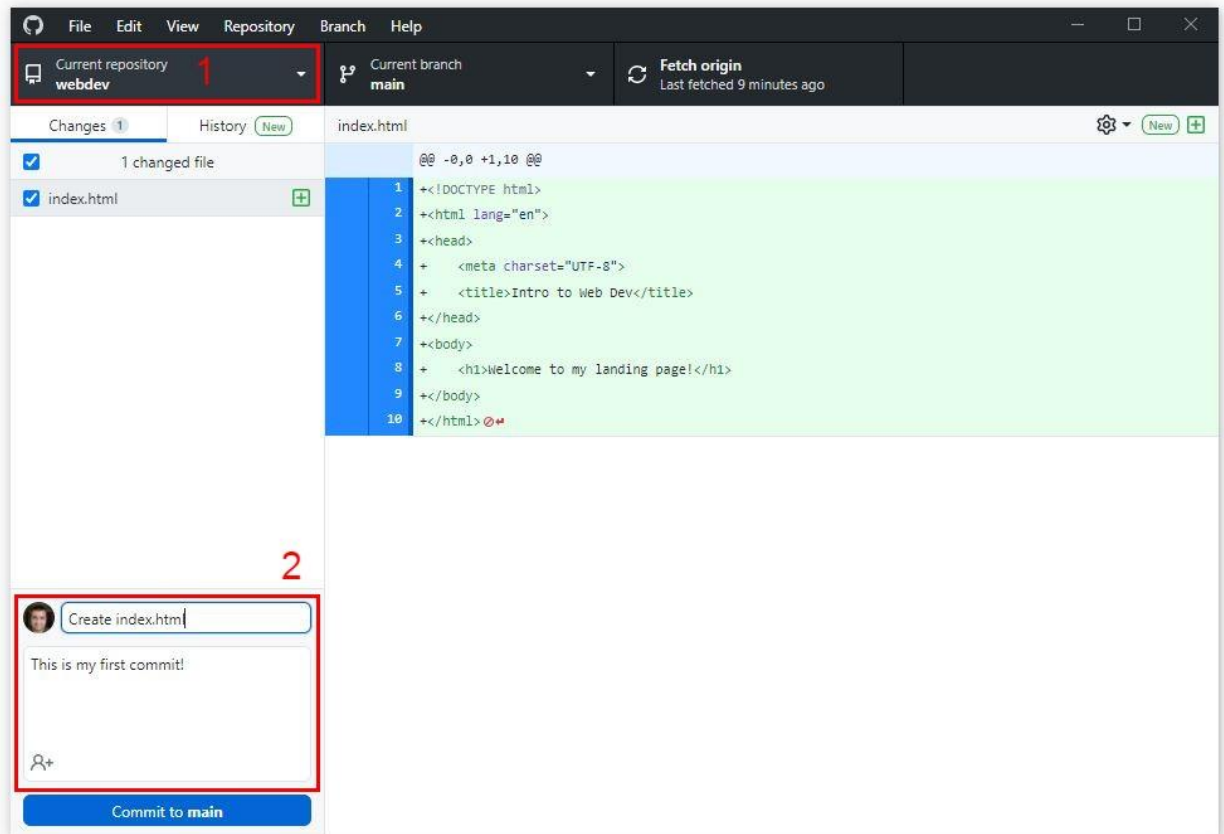 File Edit View Repository Branch Help
Current repository
webdev
1
Current branch
main
Fetch origin
Last fetched 9 minutes ago
Changes 1
History New
index.html
New
1 changed file
index.html
@@ -0,0 +1,10 @@
1 +<!DOCTYPE html>
2 +<html lang="en">
3 +<head>
4 +    <meta charset="UTF-8">
5 +    <title>Intro to Web Dev</title>
6 +</head>
7 +<body>
8 +    <h1>Welcome to my landing page!</h1>
9 +</body>
10 +</html>
2
Create index.html
This is my first commit!
Commit to main